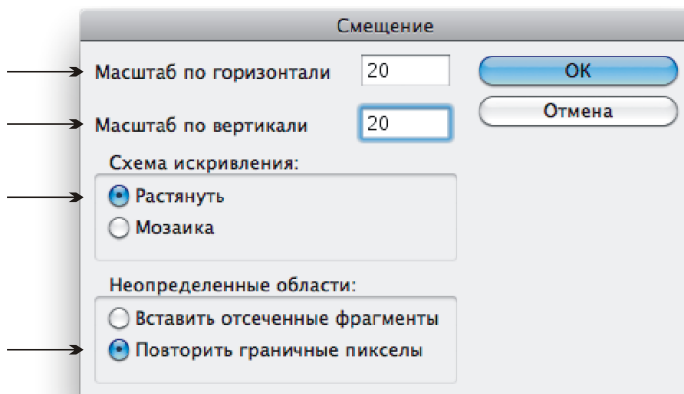 Смещение
Масштаб по горизонтали 20 ОК
Масштаб по вертикали 20 Отмена
Схема искривления:
Растянуть
Мозаика
Неопределенные области:
Вставить отсеченные фрагменты
Повторить граничные пикселы